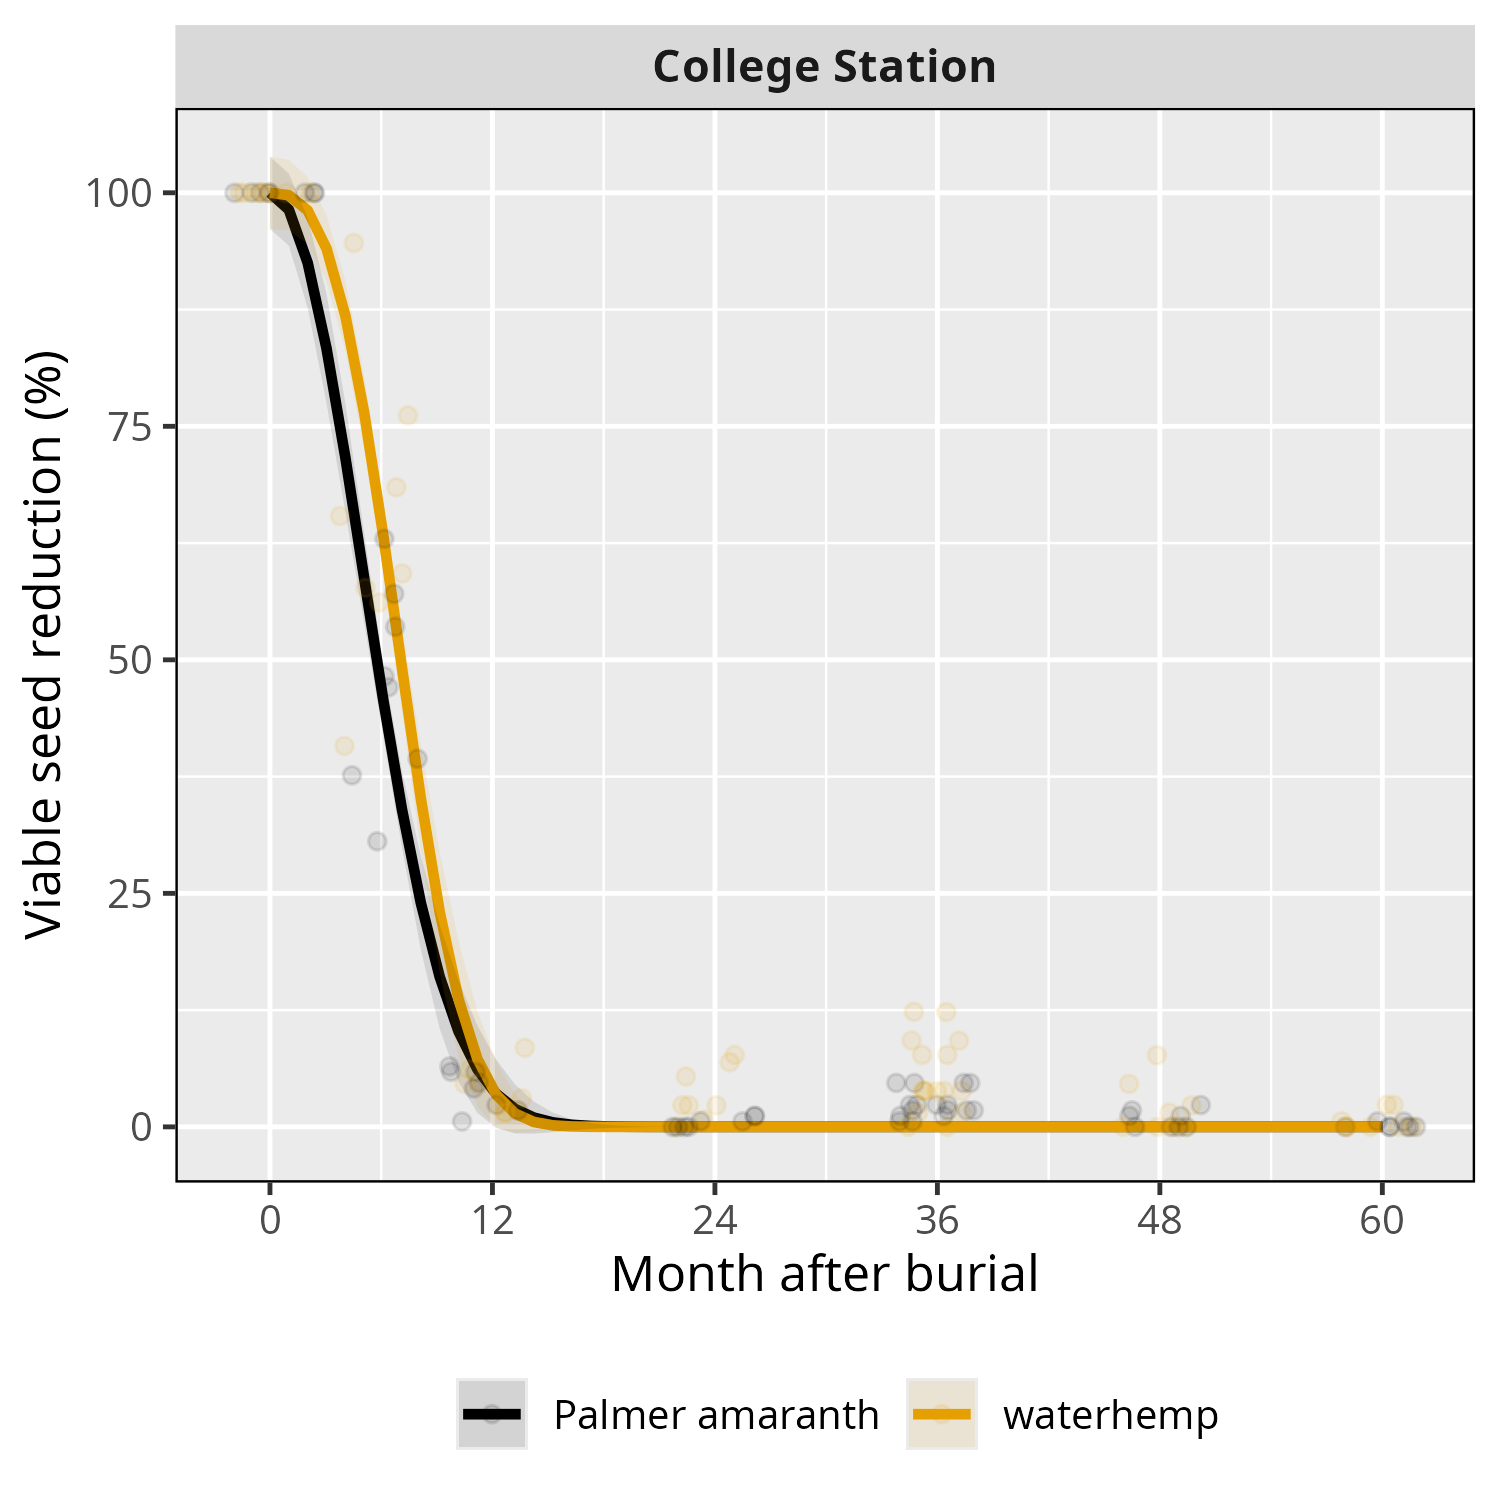 College Station
Viable seed reduction (%)
100
75
50
25
0
0 12 24 36 48 60
Month after burial
Palmer amaranth waterhemp